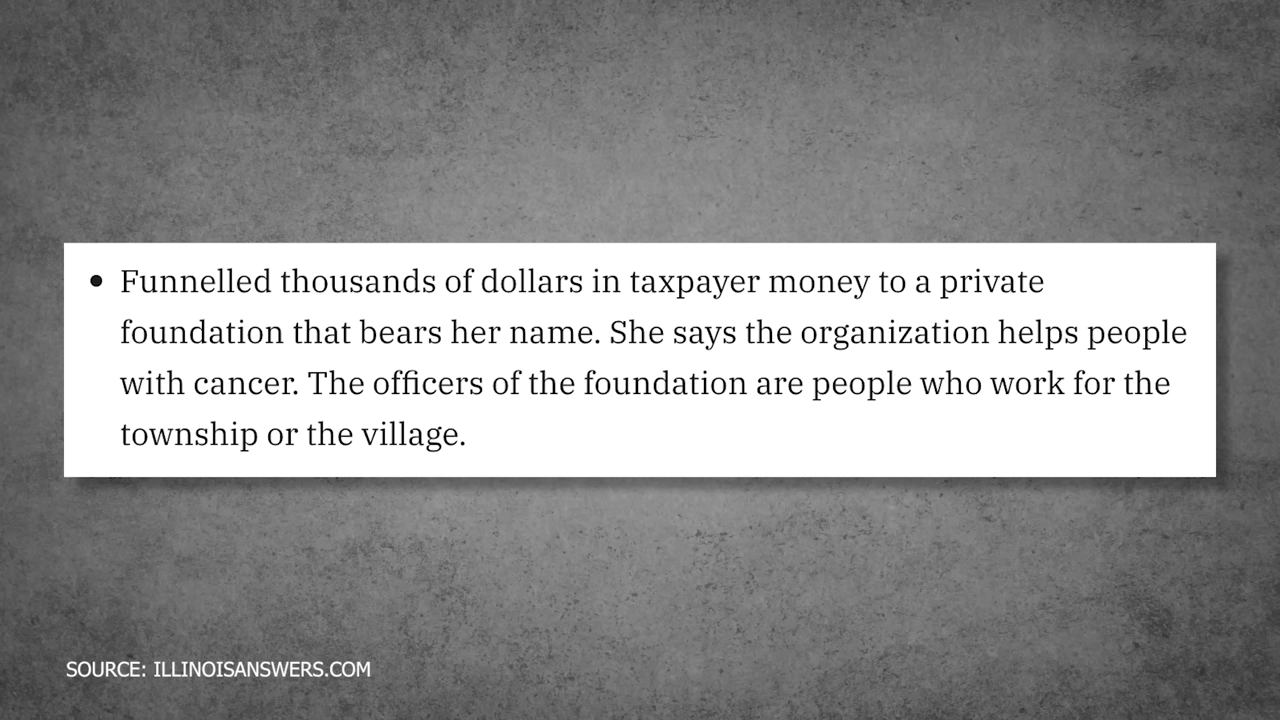 • Funnelled thousands of dollars in taxpayer money to a private
foundation that bears her name. She says the organization helps people
with cancer. The officers of the foundation are people who work for the
township or the village.
SOURCE: ILLINOISANSWERS.COM